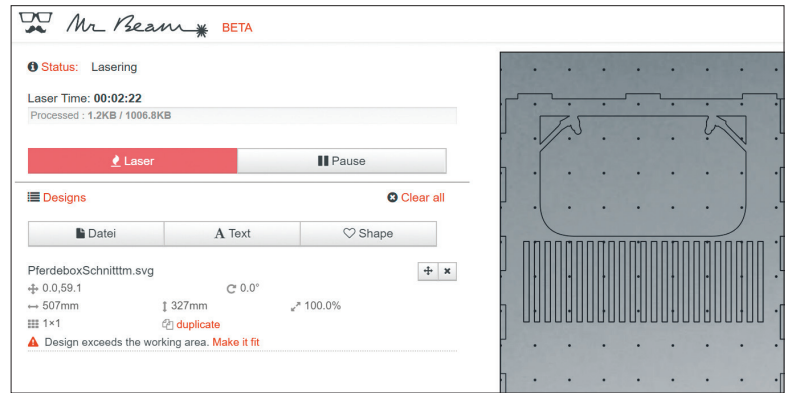 Mr Beam BETA
Status: Lasering
Laser Time: 00:02:22
Processed : 1.2KB / 1006.8KB
Laser Pause
Designs Clear all
Datei Text Shape
PferdeboxSchnitttm.svg
0.0,59.1 0.0°
507mm 327mm 100.0%
1×1 duplicate
Design exceeds the working area. Make it fit